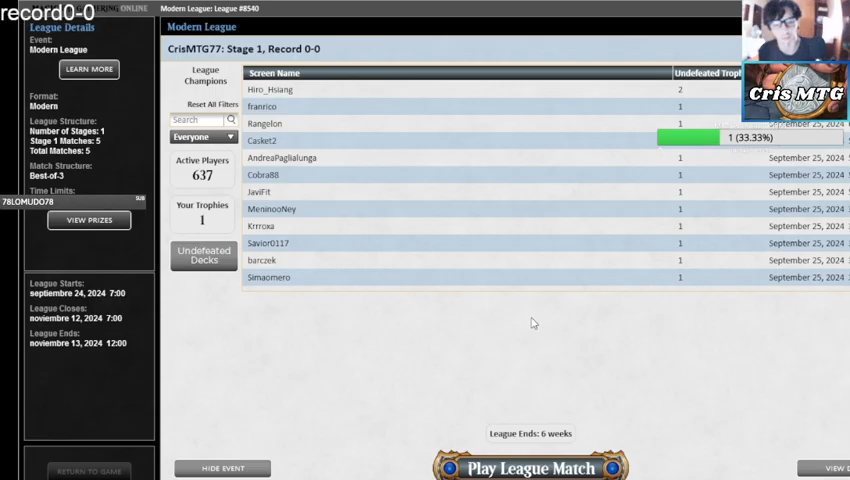 record0-0
GATHERING ONLINE
Modern League: League #8540
League Details
Event:
Modern League
LEARN MORE
Format:
Modern
League Structure:
Number of Stages: 1
Stage 1 Matches: 5
Total Matches: 5
Match Structure:
Best-of-3
Time Limits:
78LOMUDO78
SUB
VIEW PRIZES
League Starts:
septiembre 24, 2024 7:00
League Closes:
noviembre 12, 2024 7:00
League Ends:
noviembre 13, 2024 12:00
RETURN TO GAME
Modern League
CrisMTG77: Stage 1, Record 0-0
League
Champions
Reset All Filters
Search
Everyone
Active Players
637
Your Trophies
1
Undefeated
Decks
Screen Name Undefeated Troph
Hiro_Hsiang 2
franrico 1
Rangelon 1 September 25, 2024
Casket2
AndreaPaglialunga 1 September 25, 2024
Cobra88 1 September 25, 2024
JaviFit 1 September 25, 2024
MeninooNey 1 September 25, 2024
Krrroxa 1 September 25, 2024
Savior0117 1 September 25, 2024
barczek 1 September 25, 2024
Simaomero 1 September 25, 2024
Cris MTG
1 (33.33%)
League Ends: 6 weeks
HIDE EVENT
Play League Match
VIEW D